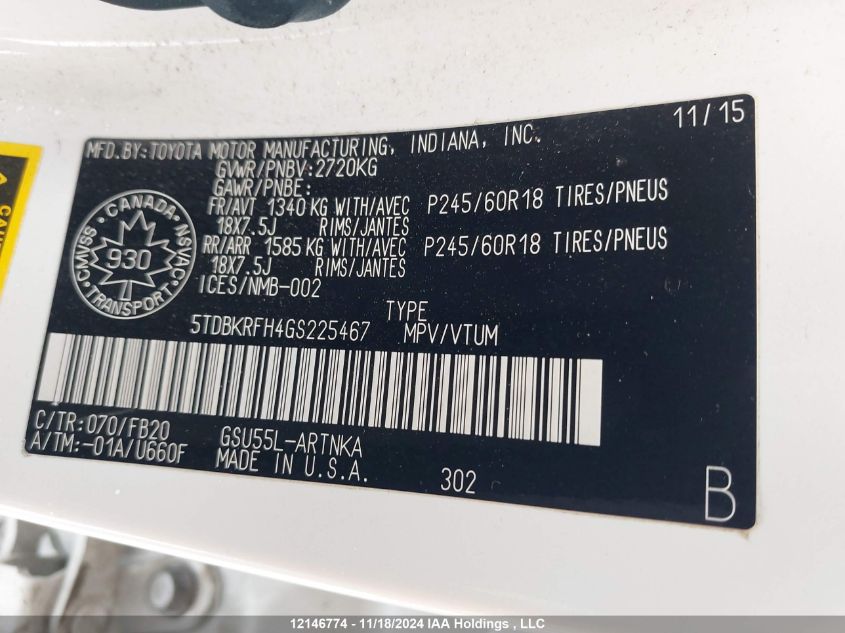 11/15
MFD.BY:TOYOTA MOTOR MANUFACTURING, INDIANA, INC.
GVWR/PNBV:2720KG
GAWR/PNBE:
FR/AVT 1340 KG WITH/AVEC P245/60R18 TIRES/PNEUS
18X7.5J RIMS/JANTES
RR/ARR 1585 KG WITH/AVEC P245/60R18 TIRES/PNEUS
18X7.5J RIMS/JANTES
ICES/NMB-002
CANADA
CMVSS 930 NSVAC
TRANSPORT
TYPE
5TDBKRFH4GS225467 MPV/VTUM
C/TR:070/FB20 GSU55L-ARTNKA
A/TM:-01A/U660F MADE IN U.S.A. 302
B
12146774 - 11/18/2024 IAA Holdings , LLC